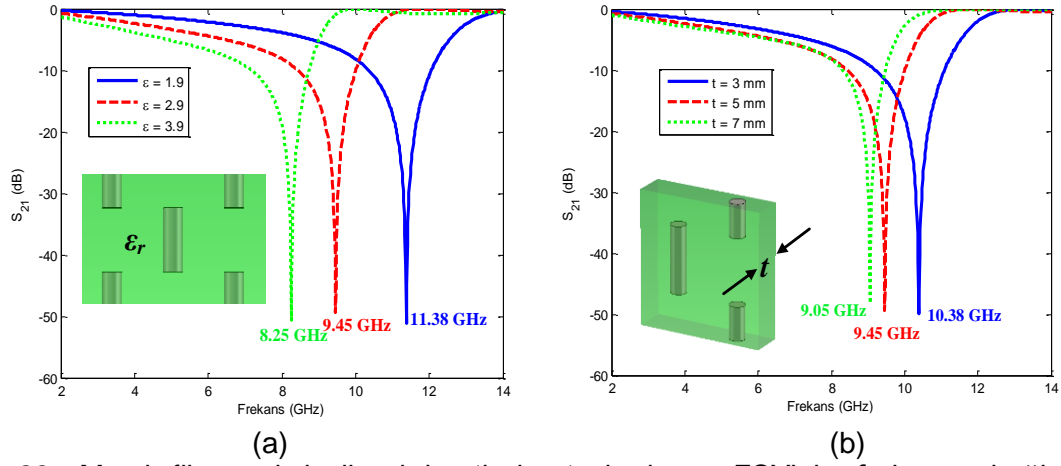 0
-10
-20
-30
-40
-50
-60
S21 (dB)
ε = 1.9
ε = 2.9
ε = 3.9
εr
8.25 GHz
9.45 GHz
11.38 GHz
2 4 6 8 10 12 14
Frekans (GHz)
(a)
0
-10
-20
-30
-40
-50
-60
S21 (dB)
t = 3 mm
t = 5 mm
t = 7 mm
t
9.05 GHz
9.45 GHz
10.38 GHz
2 4 6 8 10 12 14
Frekans (GHz)
(b)